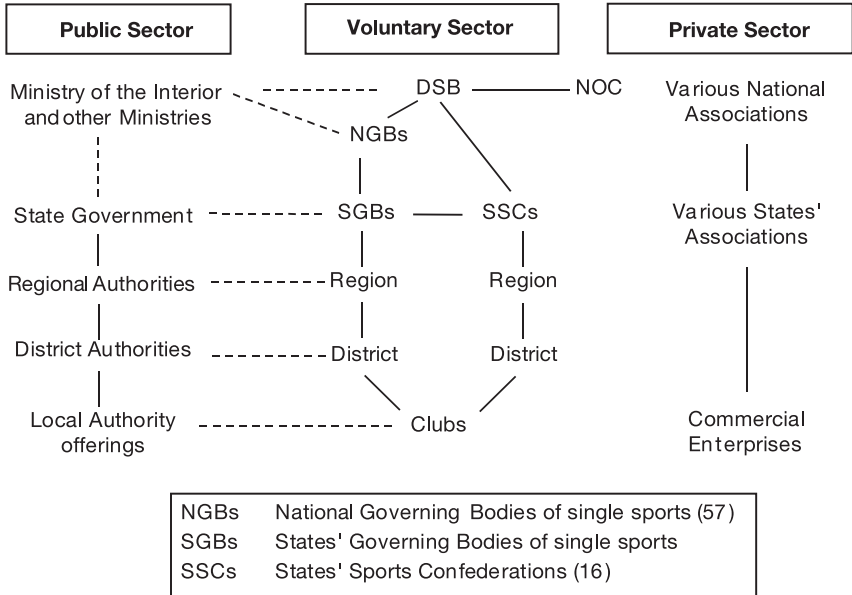 Public Sector
Voluntary Sector
Private Sector
Ministry of the Interior
and other Ministries
DSB
NOC
Various National
Associations
NGBs
State Government
SGBs
SSCs
Various States'
Associations
Regional Authorities
Region
Region
District Authorities
District
District
Local Authority
offerings
Clubs
Commercial
Enterprises
NGBs National Governing Bodies of single sports (57)
SGBs States' Governing Bodies of single sports
SSCs States' Sports Confederations (16)